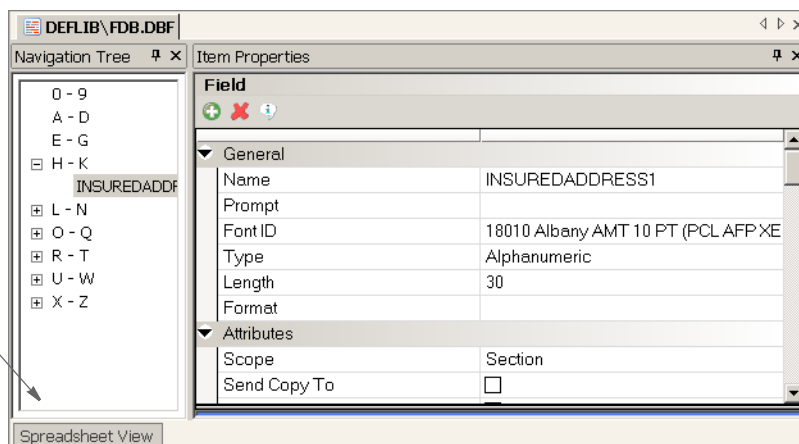 DEFLIB\FDB.DBF
Navigation Tree
Item Properties
0 - 9
A - D
E - G
H - K
INSUREDADDR
L - N
O - Q
R - T
U - W
X - Z
Field
General
Name INSUREDADDRESS1
Prompt
Font ID 18010 Albany AMT 10 PT (PCL AFP XE
Type Alphanumeric
Length 30
Format
Attributes
Scope Section
Send Copy To
Spreadsheet View